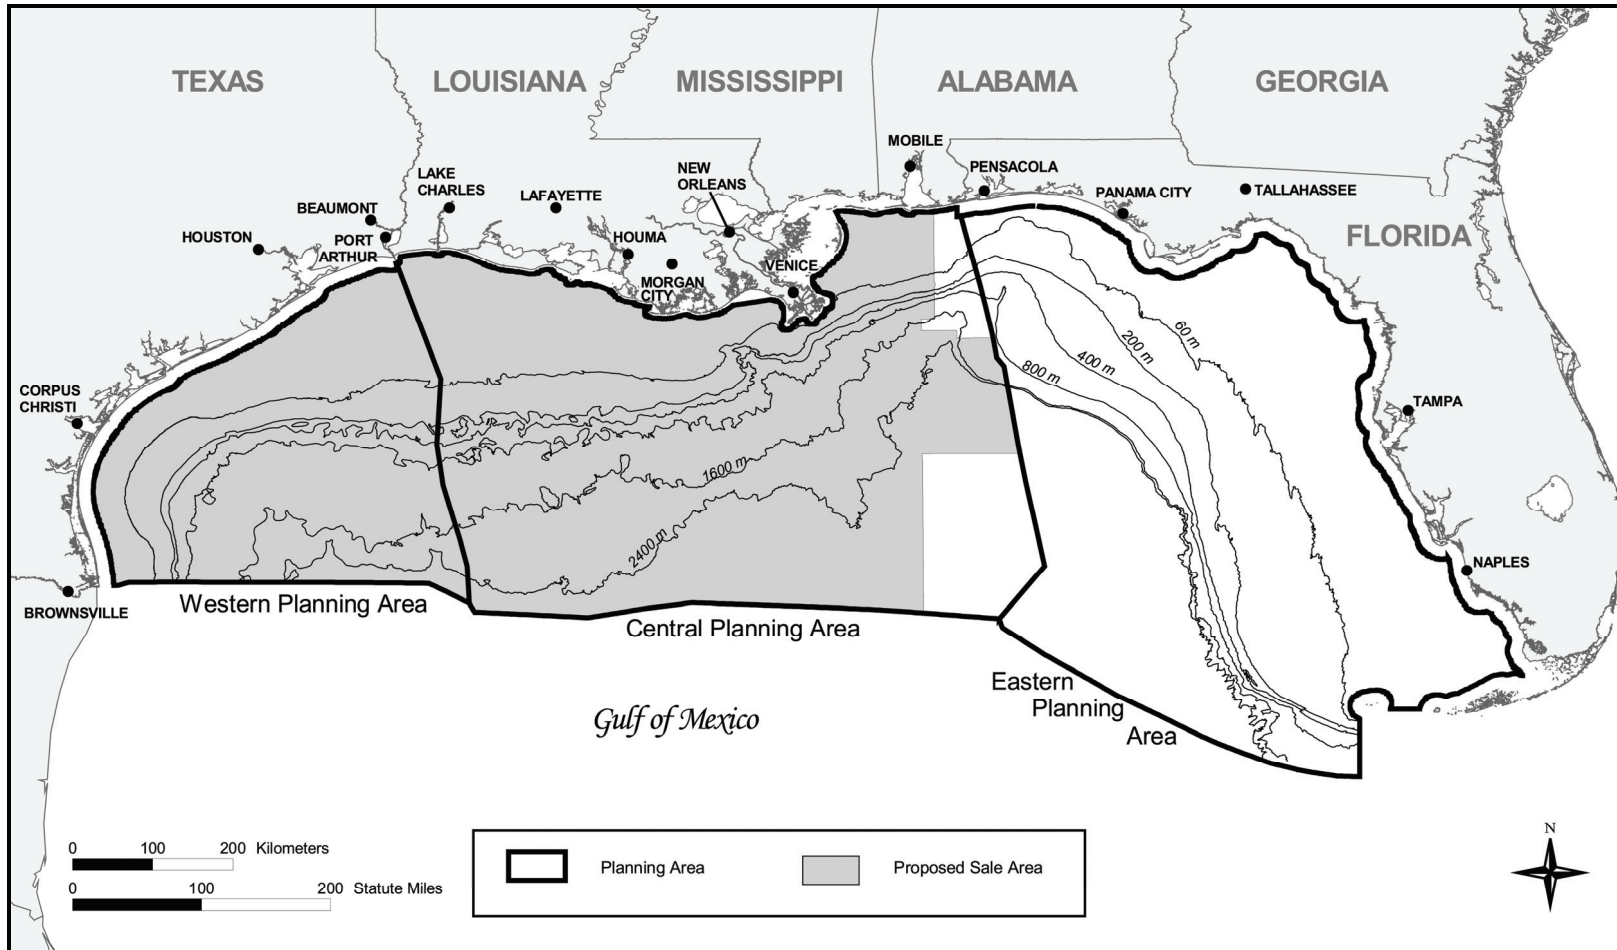 TEXAS
LOUISIANA
MISSISSIPPI
ALABAMA
GEORGIA
MOBILE
PENSACOLA
PANAMA CITY
TALLAHASSEE
FLORIDA
NEW
ORLEANS
LAKE
CHARLES
LAFAYETTE
BEAUMONT
HOUSTON
PORT
ARTHUR
HOUMA
MORGAN
CITY
VENICE
CORPUS
CHRISTI
BROWNSVILLE
TAMPA
NAPLES
60 m
200 m
400 m
800 m
1600 m
2400 m
Western Planning Area
Central Planning Area
Eastern
Planning
Area
Gulf of Mexico
0 100 200 Kilometers
0 100 200 Statute Miles
Planning Area
Proposed Sale Area
N